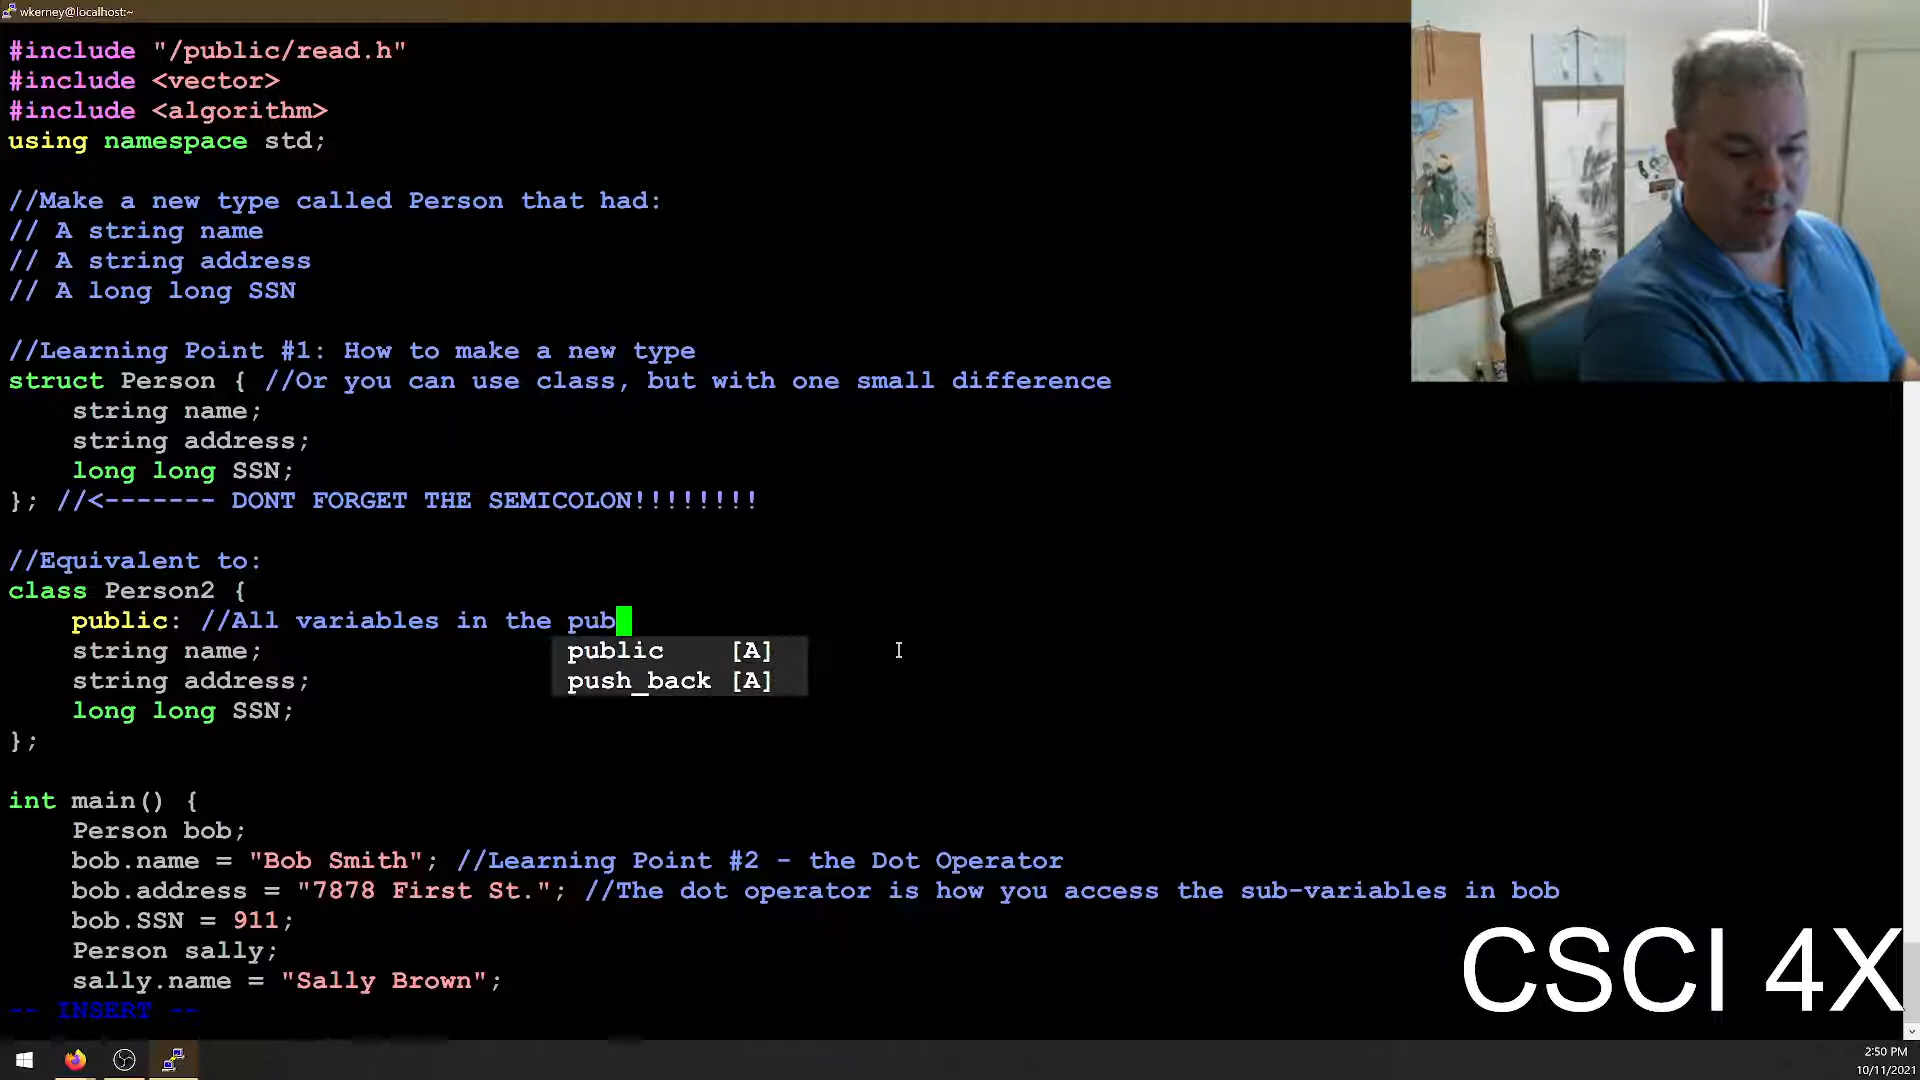 wkerney@localhost:~
#include "/public/read.h"
#include <vector>
#include <algorithm>
using namespace std;
//Make a new type called Person that had:
// A string name
// A string address
// A long long SSN
//Learning Point #1: How to make a new type
struct Person { //Or you can use class, but with one small difference
string name;
string address;
long long SSN;
}; //<------- DONT FORGET THE SEMICOLON!!!!!!!!
//Equivalent to:
class Person2 {
public: //All variables in the pub
string name;
public [A]
string address;
push_back [A]
long long SSN;
};
int main() {
Person bob;
bob.name = "Bob Smith"; //Learning Point #2 - the Dot Operator
bob.address = "7878 First St."; //The dot operator is how you access the sub-variables in bob
bob.SSN = 911;
Person sally;
sally.name = "Sally Brown";
-- INSERT --
CSCI 4X
2:50 PM
10/11/2021